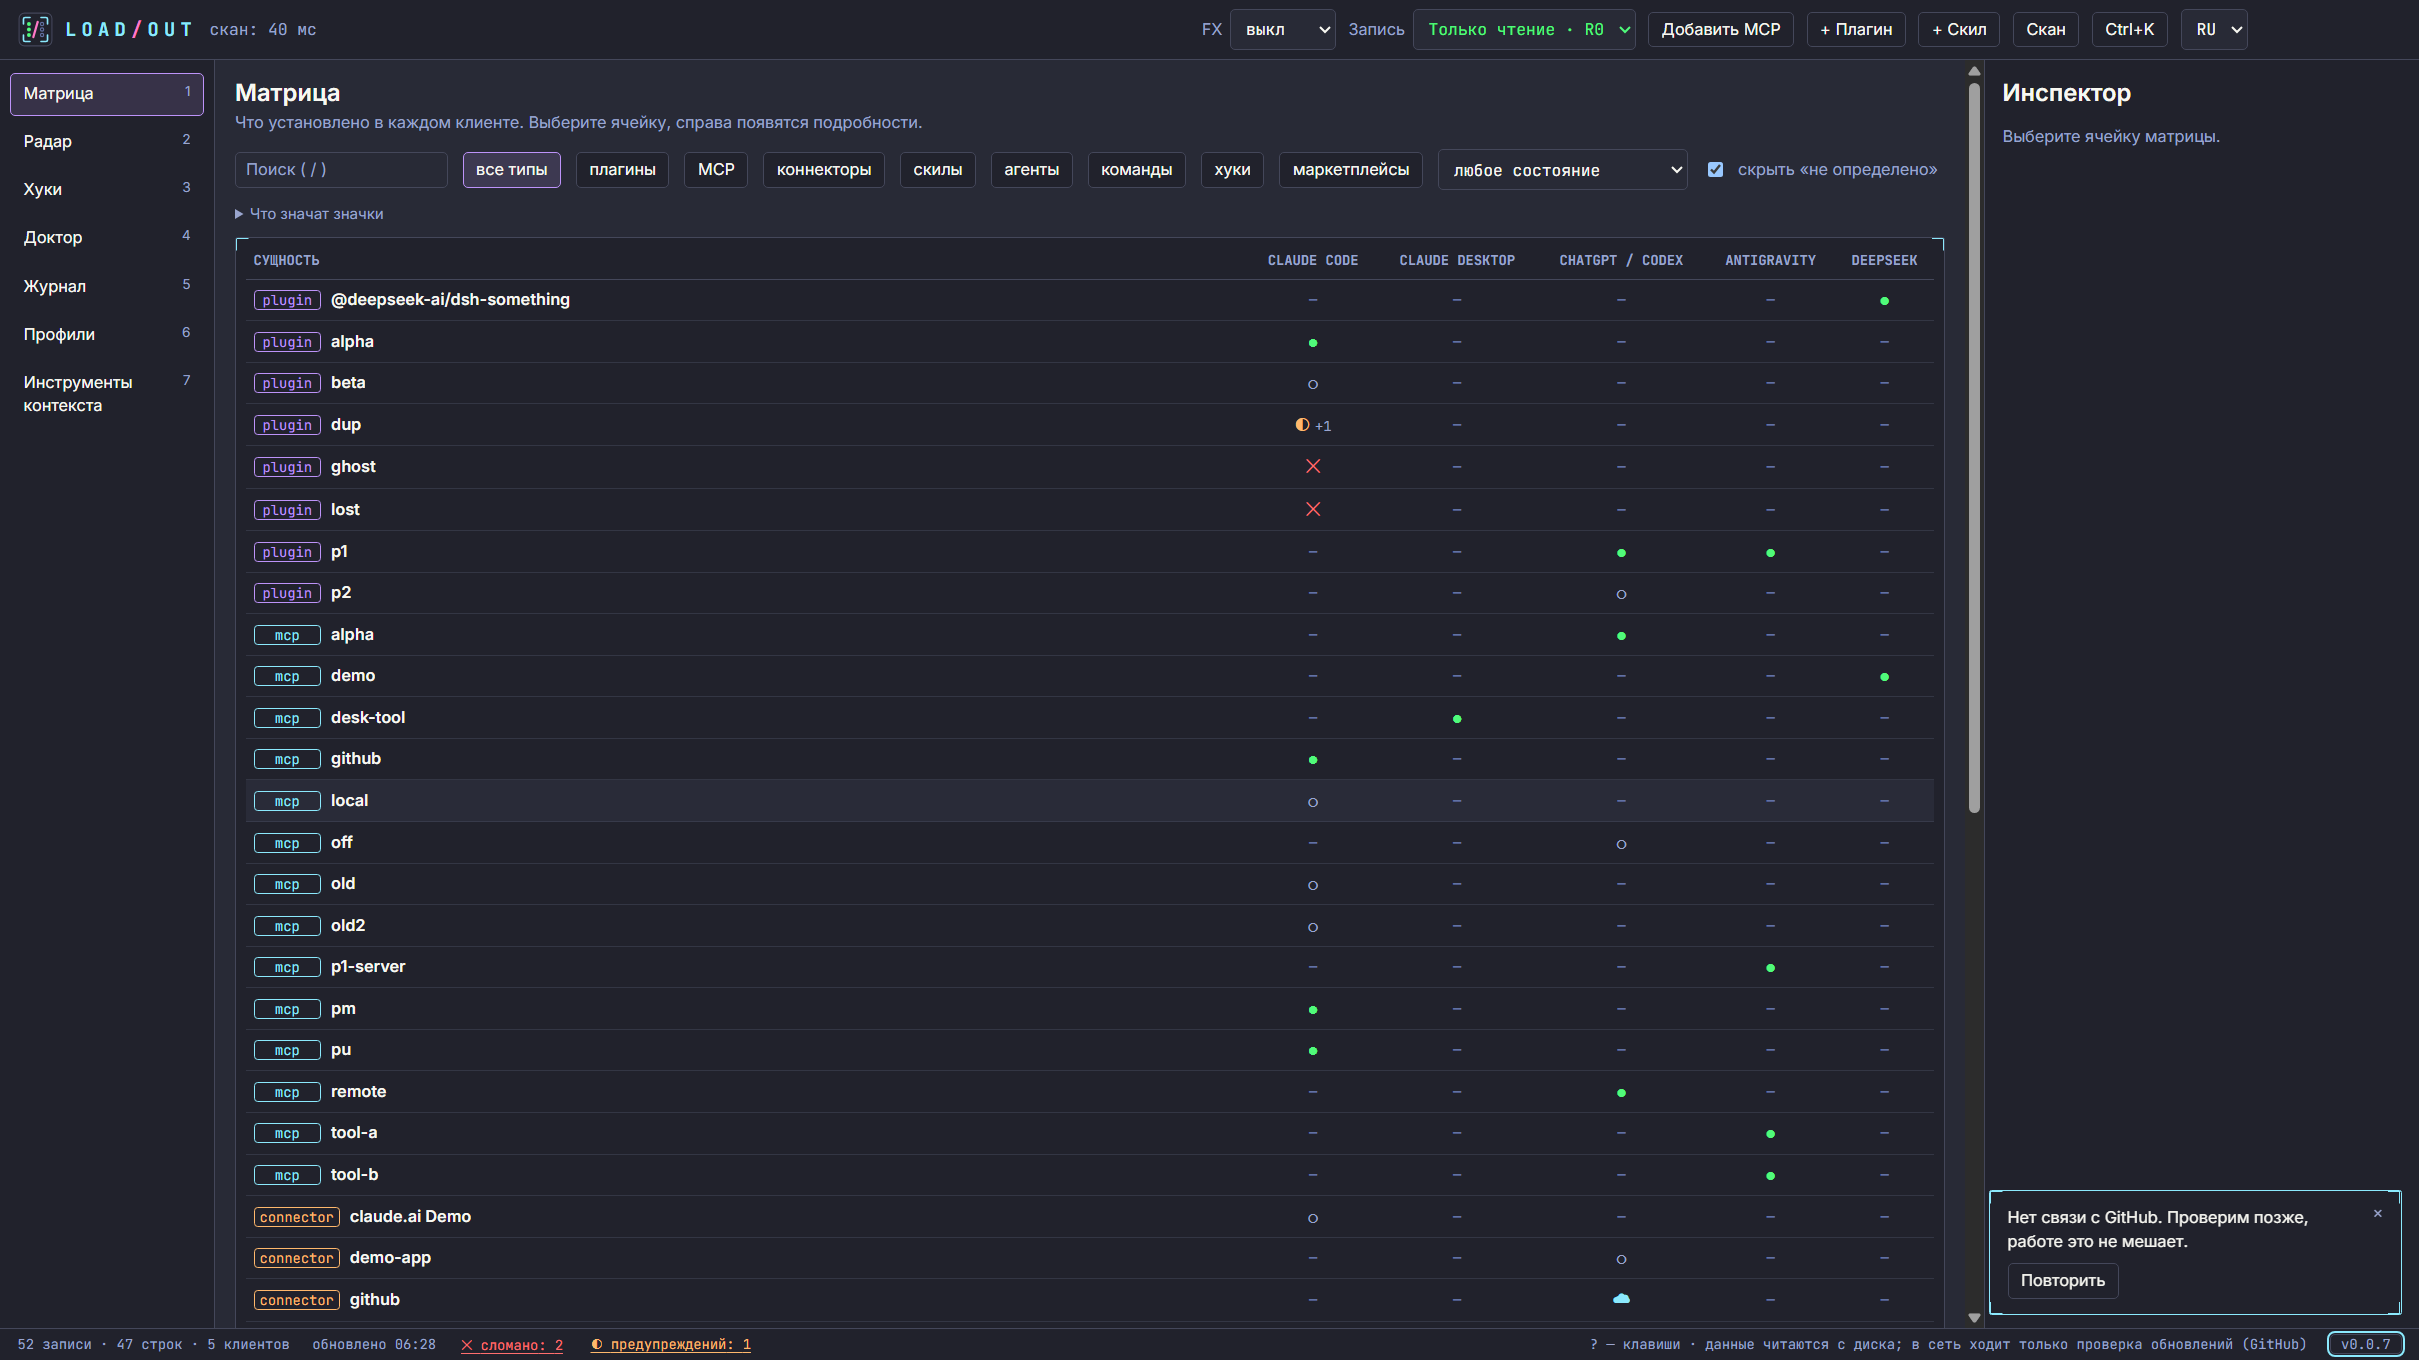 LOAD/OUT скан: 40 мс FX выкл Запись Только чтение · R0 Добавить MCP + Плагин + Скил Скан Ctrl+K RU
Матрица 1
Радар 2
Хуки 3
Доктор 4
Журнал 5
Профили 6
Инструменты контекста 7
Матрица
Что установлено в каждом клиенте. Выберите ячейку, справа появятся подробности.
Поиск ( / ) все типы плагины MCP коннекторы скилы агенты команды хуки маркетплейсы любое состояние скрыть «не определено»
▶ Что значат значки
СУЩНОСТЬ CLAUDE CODE CLAUDE DESKTOP CHATGPT / CODEX ANTIGRAVITY DEEPSEEK
plugin @deepseek-ai/dsh-something – – – – ●
plugin alpha ● – – – –
plugin beta ○ – – – –
plugin dup ◐ +1 – – – –
plugin ghost ✕ – – – –
plugin lost ✕ – – – –
plugin p1 – – ● ● –
plugin p2 – – ○ – –
mcp alpha – – ● – –
mcp demo – – – – ●
mcp desk-tool – ● – – –
mcp github ● – – – –
mcp local ○ – – – –
mcp off – – ○ – –
mcp old ○ – – – –
mcp old2 ○ – – – –
mcp p1-server – – – ● –
mcp pm ● – – – –
mcp pu ● – – – –
mcp remote – – ● – –
mcp tool-a – – – ● –
mcp tool-b – – – ● –
connector claude.ai Demo ○ – – – –
connector demo-app – – ○ – –
connector github – – ☁ – –
Инспектор
Выберите ячейку матрицы.
Нет связи с GitHub. Проверим позже, ×
работе это не мешает.
Повторить
52 записи · 47 строк · 5 клиентов обновлено 06:28 ✕ сломано: 2 ◐ предупреждений: 1 ? — клавиши · данные читаются с диска; в сеть ходит только проверка обновлений (GitHub) v0.0.7